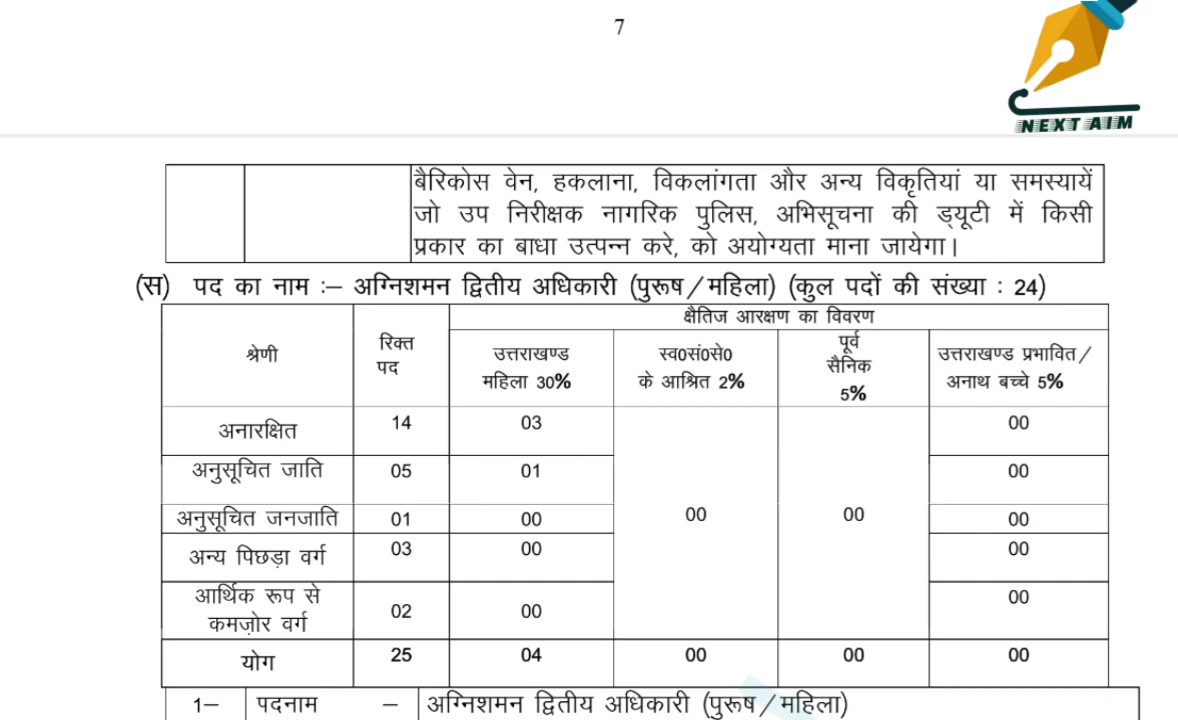 7
NEXT AIM
बैरिकोस वेन, हकलाना, विकलांगता और अन्य विकृतियां या समस्यायें
जो उप निरीक्षक नागरिक पुलिस, अभिसूचना की ड्यूटी में किसी
प्रकार का बाधा उत्पन्न करे, को अयोग्यता माना जायेगा।
(स) पद का नाम :– अग्निशमन द्वितीय अधिकारी (पुरूष/महिला) (कुल पदों की संख्या : 24)
श्रेणी
रिक्त
पद
क्षैतिज आरक्षण का विवरण
उत्तराखण्ड
महिला 30%
स्व0सं0से0
के आश्रित 2%
पूर्व
सैनिक
5%
उत्तराखण्ड प्रभावित/
अनाथ बच्चे 5%
अनारक्षित 14 03 00
अनुसूचित जाति 05 01 00
अनुसूचित जनजाति 01 00 00 00 00
अन्य पिछड़ा वर्ग 03 00 00
आर्थिक रूप से
कमज़ोर वर्ग 02 00 00
योग 25 04 00 00 00
1– पदनाम – अग्निशमन द्वितीय अधिकारी (पुरूष/महिला)